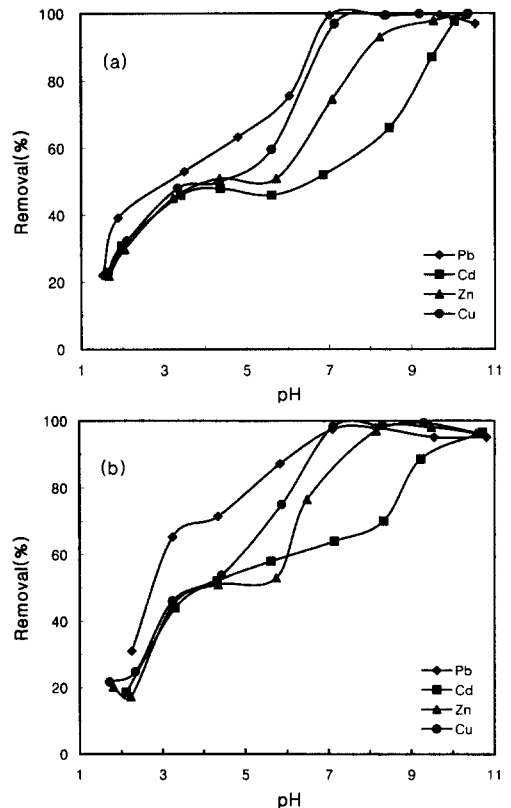 100
(a)
80
60
Removal(%)
40
Pb
Cd
20
Zn
Cu
0
1 3 5 7 9 11
pH
100
(b)
80
60
Removal(%)
40
Pb
Cd
20
Zn
Cu
0
1 3 5 7 9 11
pH